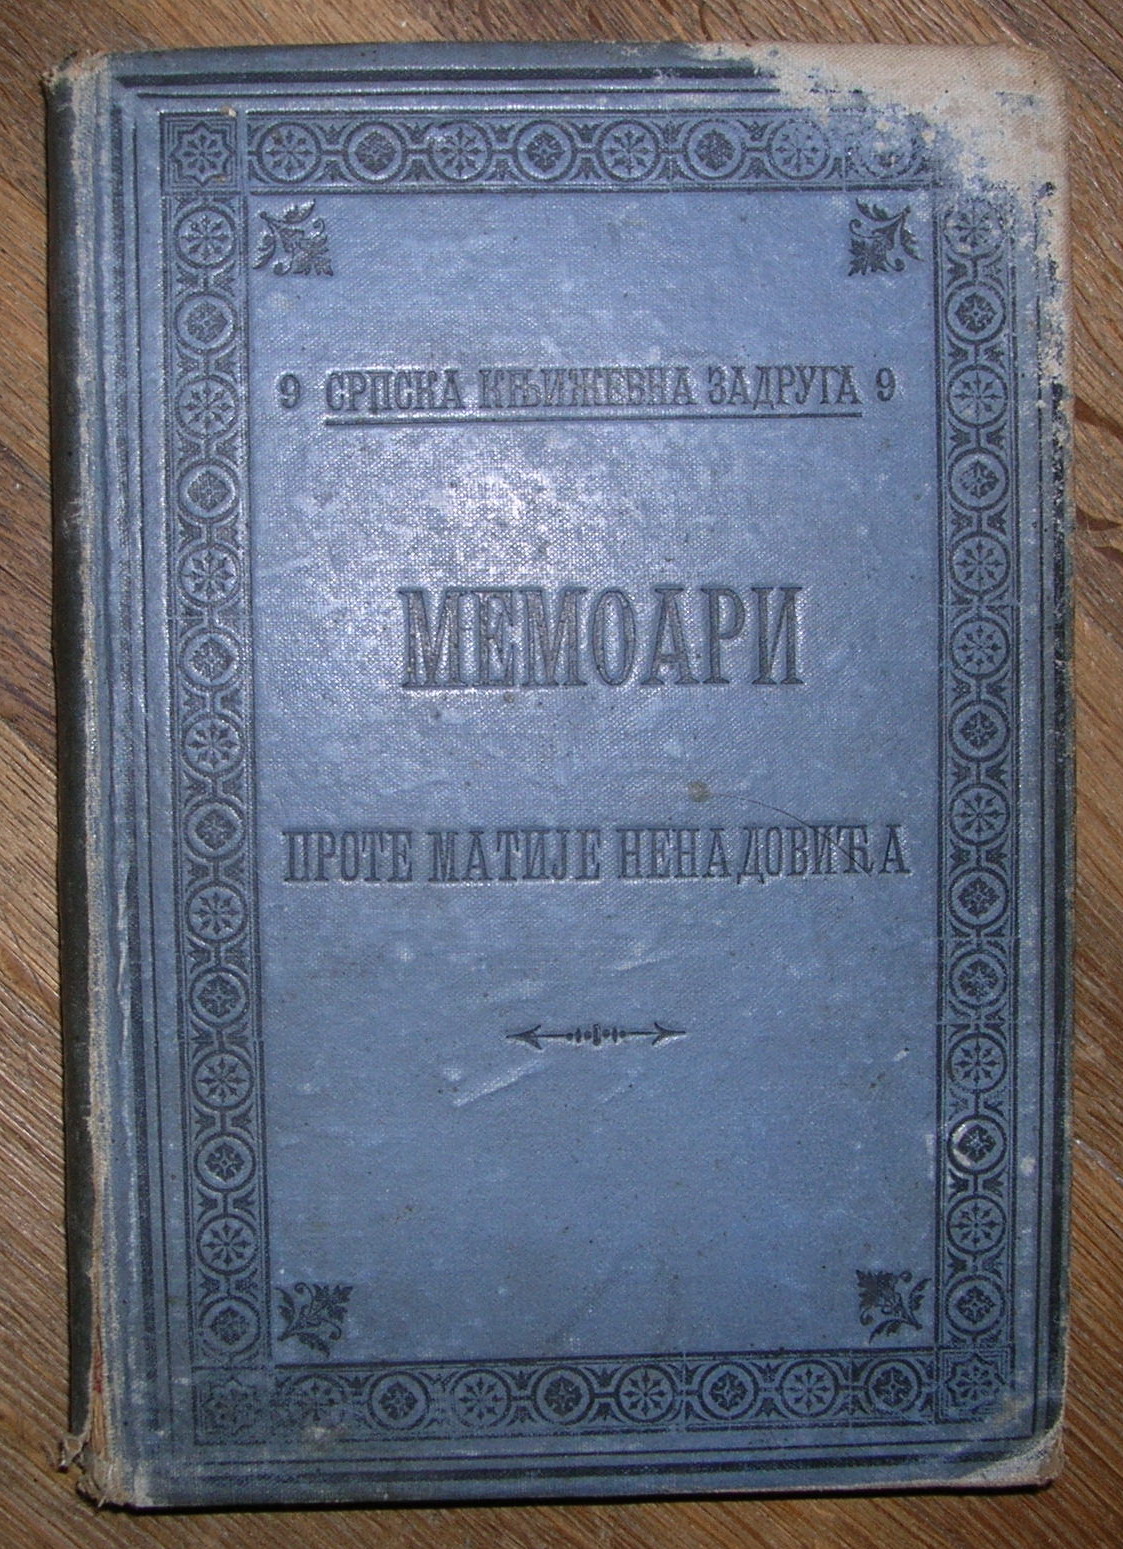 9 СРПСКА КЊИЖЕВНА ЗАДРУГА 9
МЕМОАРИ
ПРОТЕ МАТИЈЕ НЕНАДОВИЋА